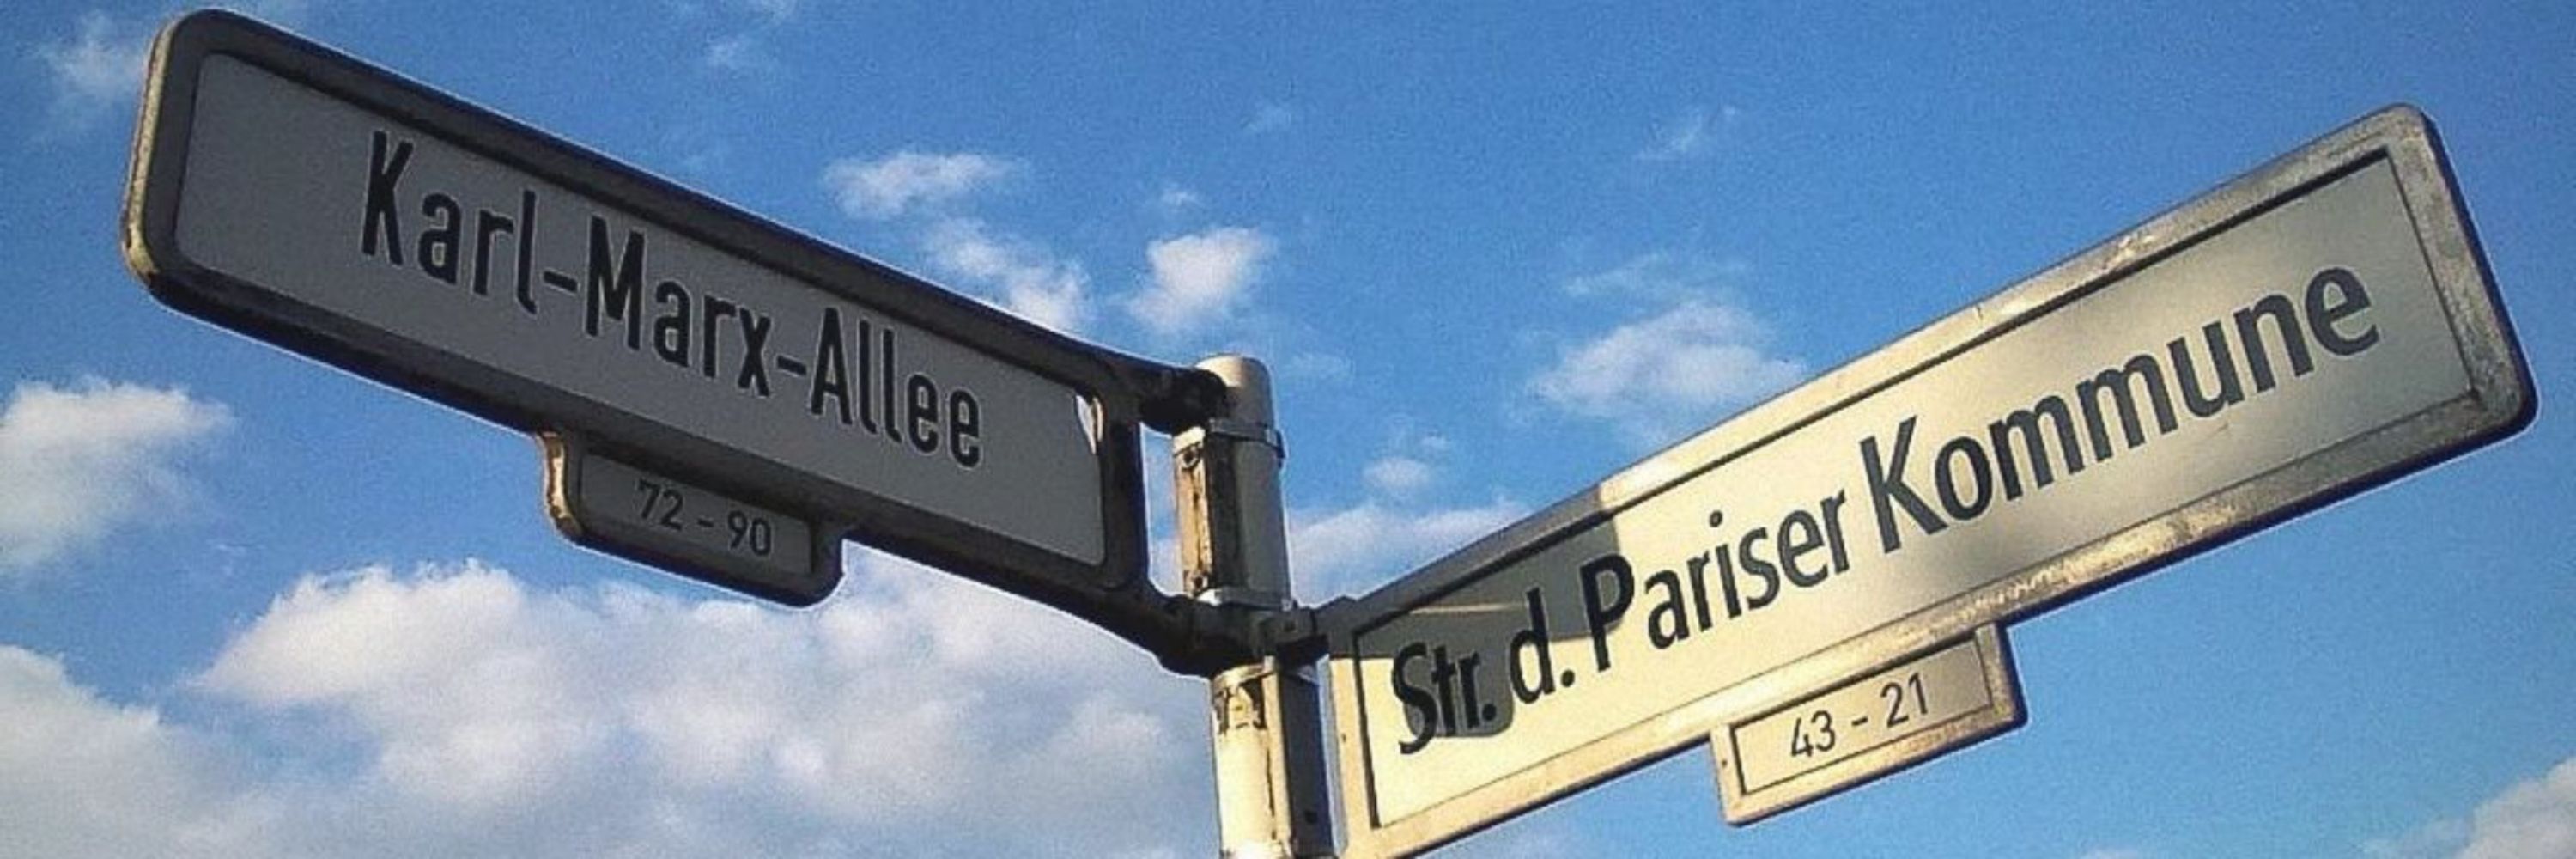 Karl-Marx-Allee
72 - 90
Str. d. Pariser Kommune
43 - 21